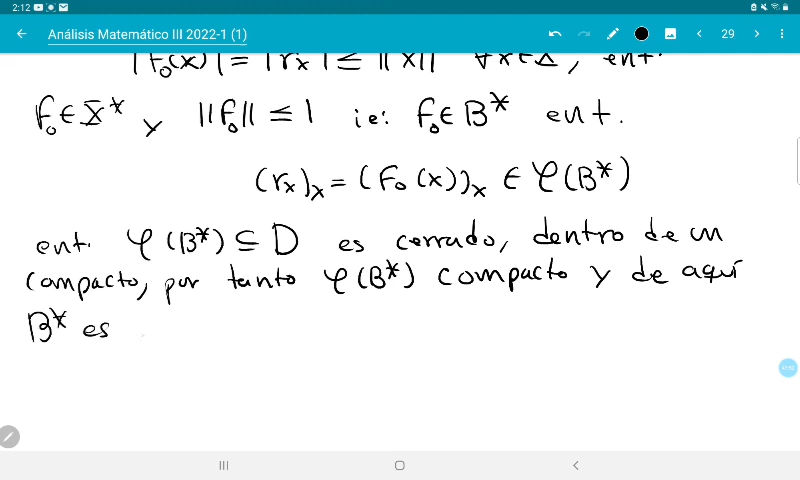 2:12
Análisis Matemático III 2022-1 (1)
29
|f₀(x)| = |rₓ| ≤ ||x|| ∀x∈X, ent.
f₀ ∈ X* y ||f₀|| ≤ 1 ie: f₀ ∈ B* ent.
(rₓ)ₓ = (f₀(x))ₓ ∈ φ(B*)
ent. φ(B*) ⊆ D es cerrado, dentro de un
compacto, por tanto φ(B*) compacto y de aquí
B* es